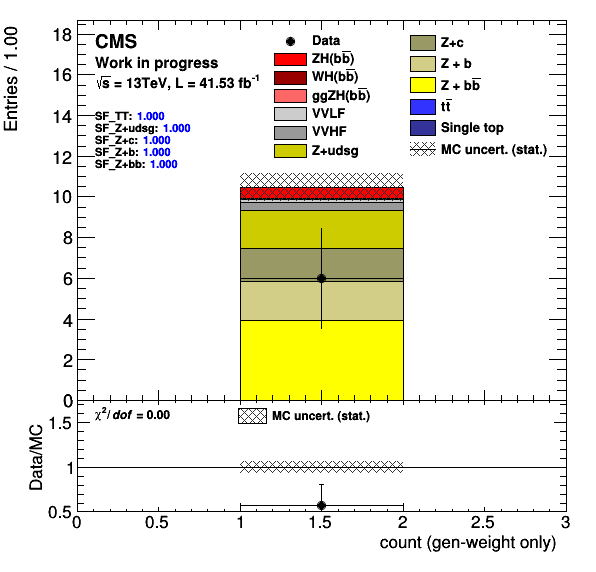 CMS
Work in progress
√s = 13TeV, L = 41.53 fb⁻¹
SF_TT: 1.000
SF_Z+udsg: 1.000
SF_Z+c: 1.000
SF_Z+b: 1.000
SF_Z+bb: 1.000
Data
ZH(bb̅)
WH(bb̅)
ggZH(bb̅)
VVLF
VVHF
Z+udsg
Z+c
Z + b
Z + bb̅
tt̅
Single top
MC uncert. (stat.)
Entries / 1.00
18
16
14
12
10
8
6
4
2
0
χ²/dof = 0.00
MC uncert. (stat.)
Data/MC
1.5
1
0.5
0 0.5 1 1.5 2 2.5 3
count (gen-weight only)